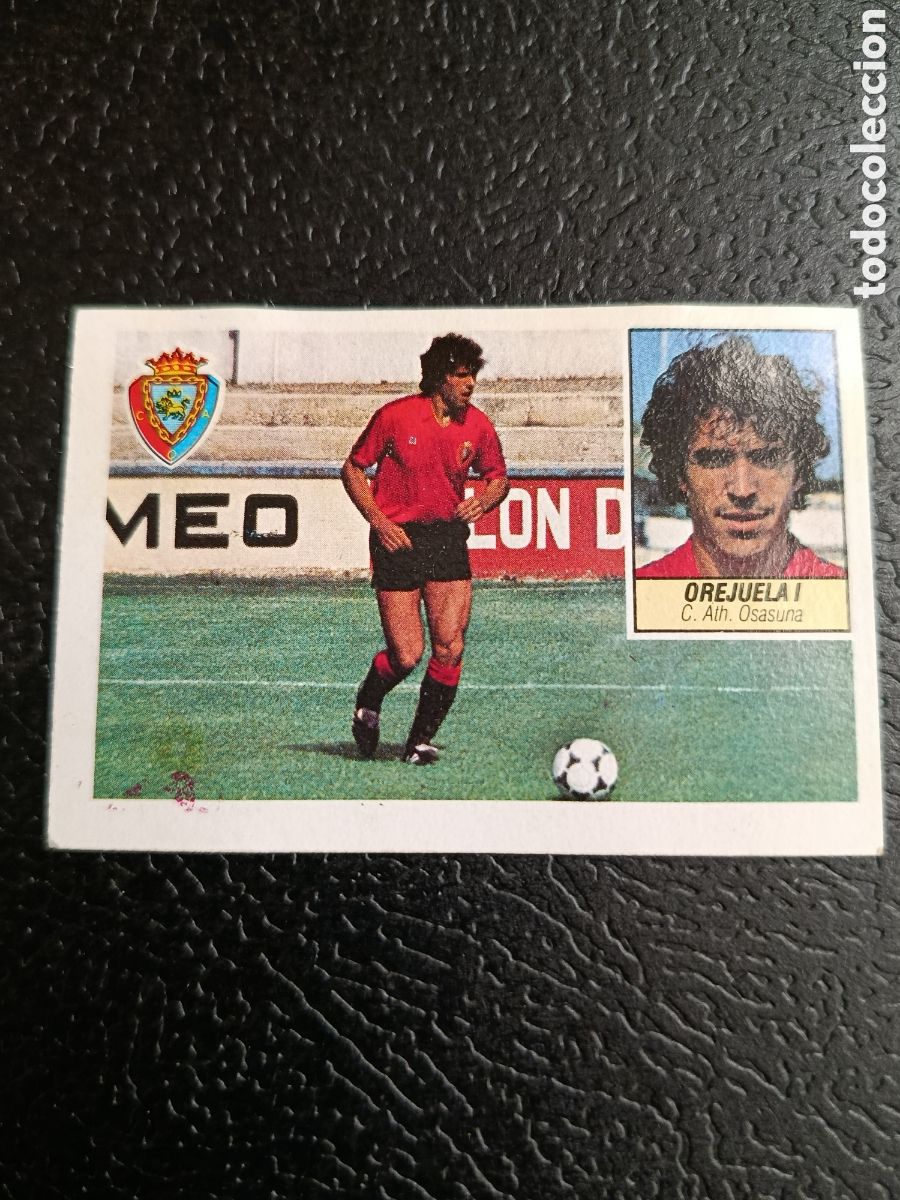 todocoleccion
MEO
LON D
OREJUELA I
C. Ath. Osasuna
C A
O